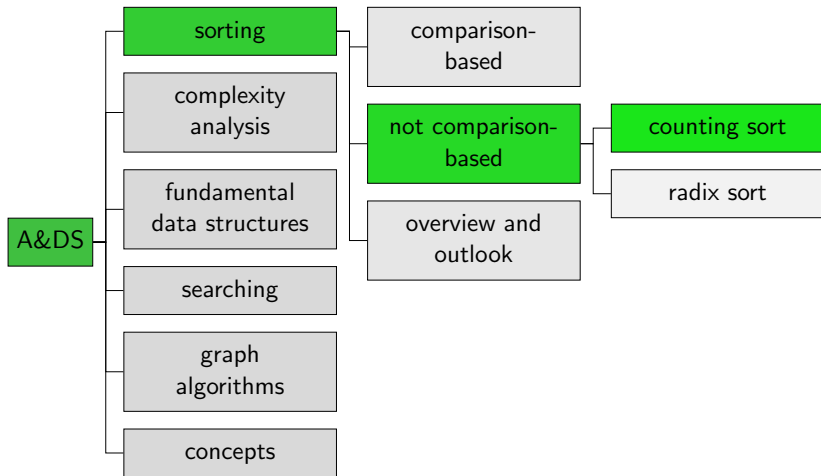 A&DS
sorting
complexity
analysis
fundamental
data structures
searching
graph
algorithms
concepts
comparison-
based
not comparison-
based
overview and
outlook
counting sort
radix sort